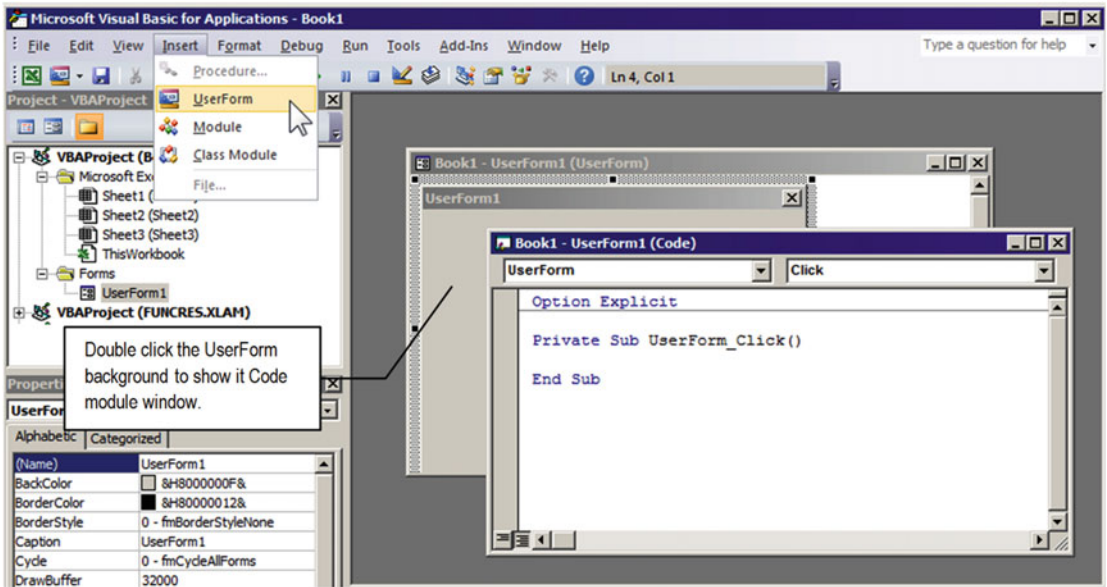 Microsoft Visual Basic for Applications - Book1
File Edit View Insert Format Debug Run Tools Add-Ins Window Help
Type a question for help
Ln 4, Col 1
Procedure...
UserForm
Module
Class Module
File...
Project - VBAProject
VBAProject (B
Microsoft Ex
Sheet1 (
Sheet2 (Sheet2)
Sheet3 (Sheet3)
ThisWorkbook
Forms
UserForm1
VBAProject (FUNCRES.XLAM)
Double click the UserForm
background to show it Code
module window.
Properti
UserFor
Alphabetic Categorized
(Name) UserForm1
BackColor &H8000000F&
BorderColor &H80000012&
BorderStyle 0 - fmBorderStyleNone
Caption UserForm1
Cycle 0 - fmCycleAllForms
DrawBuffer 32000
Book1 - UserForm1 (UserForm)
UserForm1
Book1 - UserForm1 (Code)
UserForm Click
Option Explicit
Private Sub UserForm_Click()
End Sub